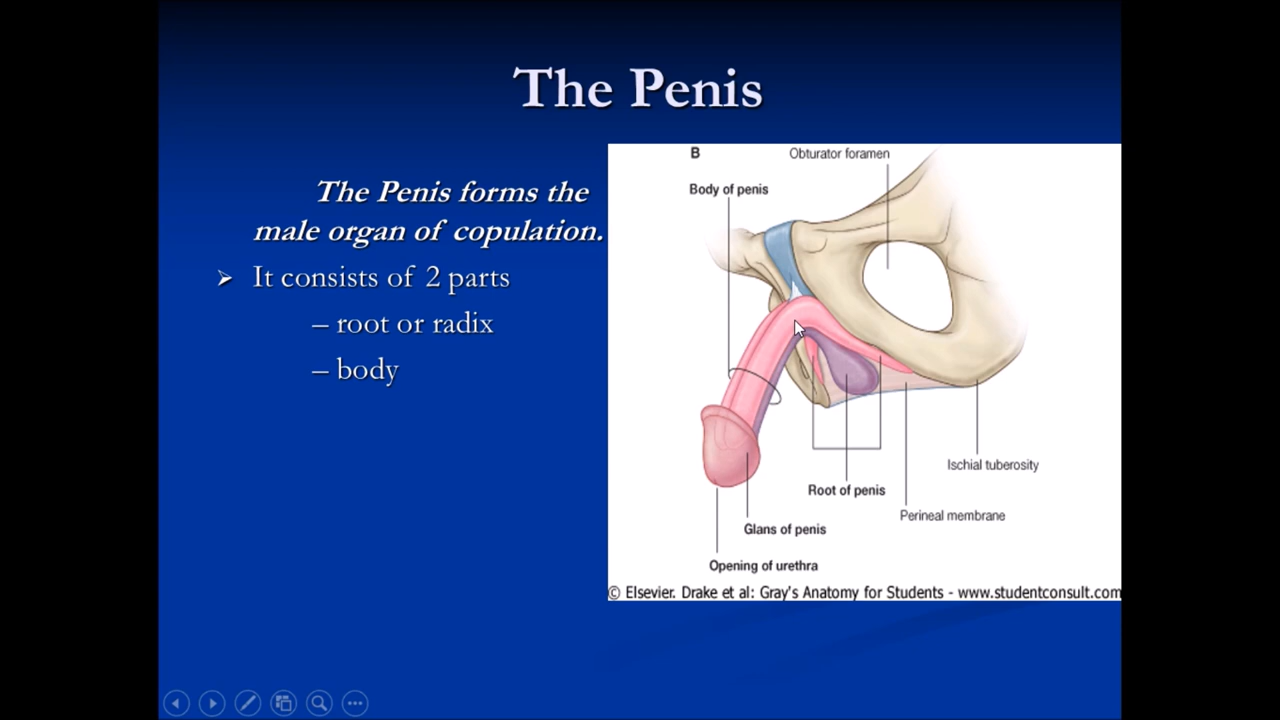 The Penis
The Penis forms the
male organ of copulation.
➢ It consists of 2 parts
– root or radix
– body
B
Obturator foramen
Body of penis
Ischial tuberosity
Root of penis
Perineal membrane
Glans of penis
Opening of urethra
© Elsevier. Drake et al: Gray's Anatomy for Students - www.studentconsult.com